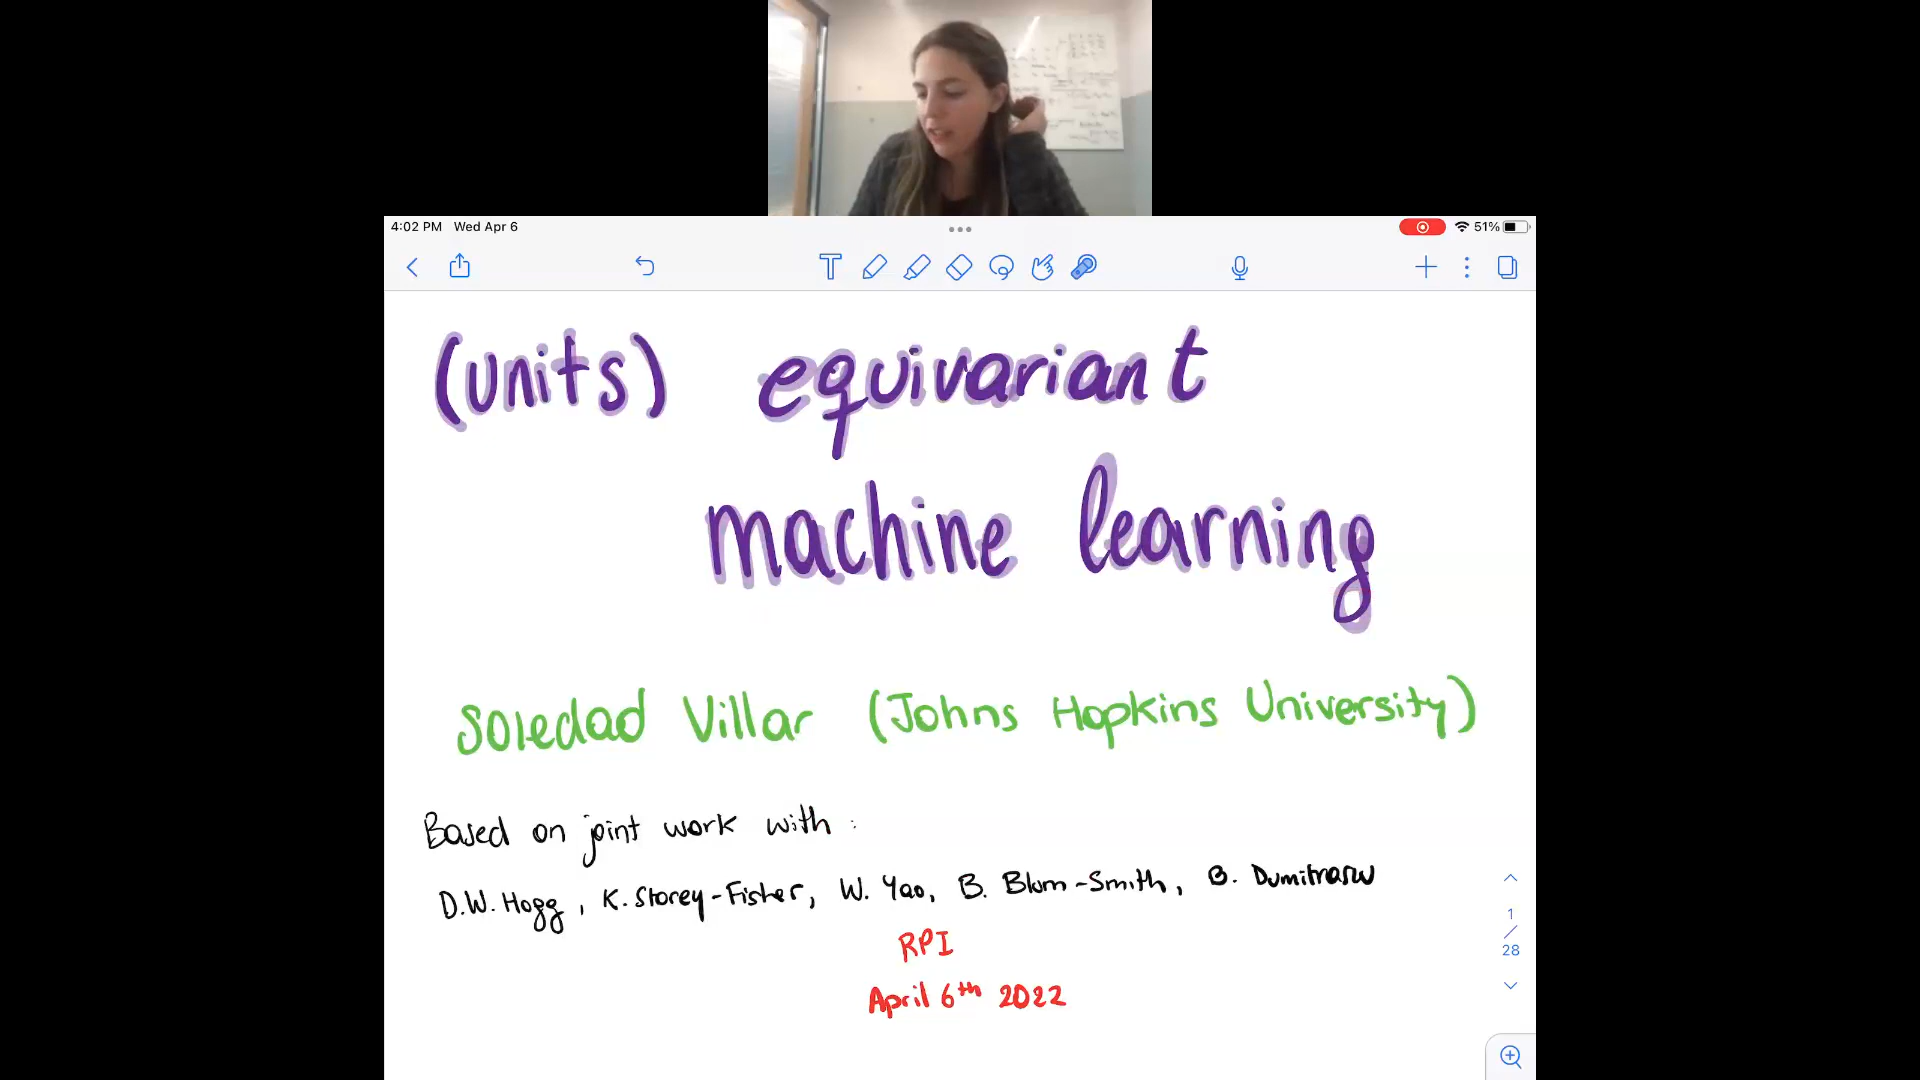 4:02 PM Wed Apr 6
51%
(units) equivariant
machine learning
Soledad Villar (Johns Hopkins University)
Based on joint work with :
D.W. Hogg, K. Storey-Fisher, W. Yao, B. Blum-Smith, B. Dumitrascu
RPI
April 6th 2022
1
/
28